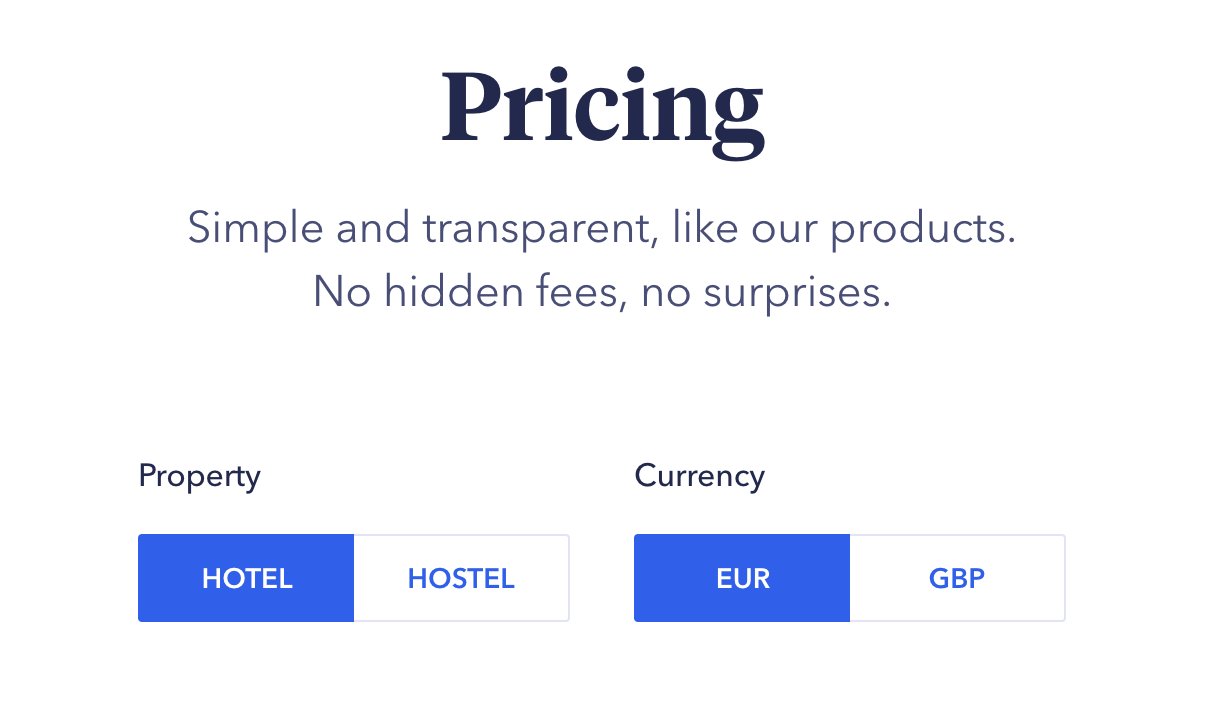 Pricing
Simple and transparent, like our products.
No hidden fees, no surprises.
Property
HOTEL HOSTEL
Currency
EUR GBP